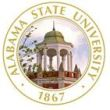 ALABAMA STATE UNIVERSITY
· 1867 ·